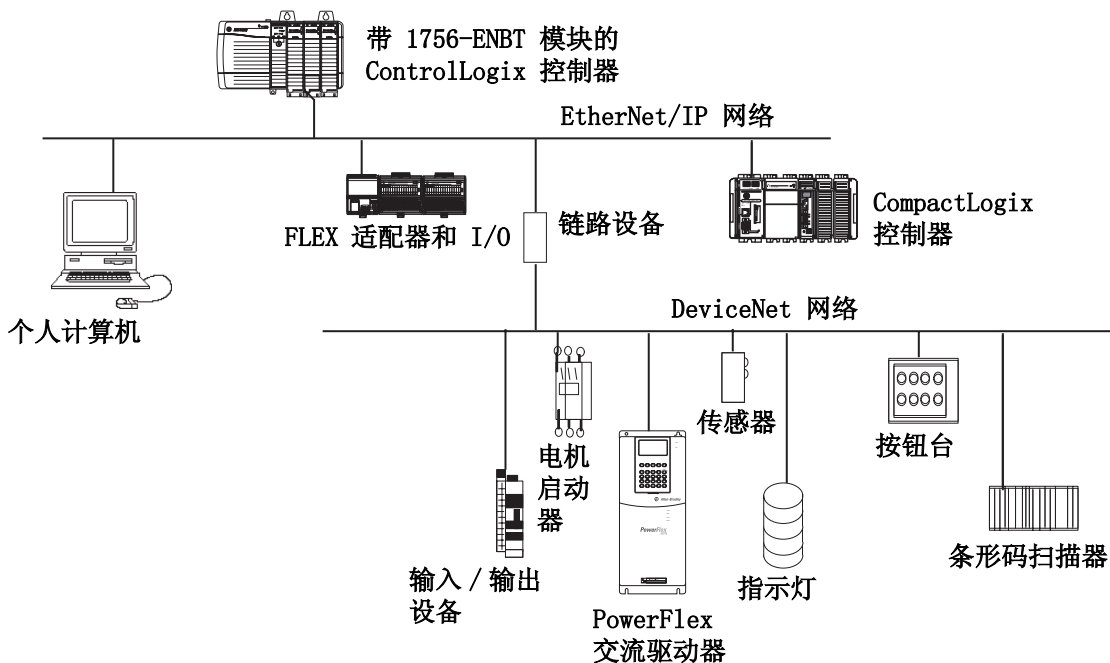 带 1756-ENBT 模块的
ControlLogix 控制器
EtherNet/IP 网络
CompactLogix
控制器
FLEX 适配器和 I/O
链路设备
个人计算机
DeviceNet 网络
传感器
按钮台
电机
启动
器
PowerFlex
条形码扫描器
输入/输出
设备
指示灯
PowerFlex
交流驱动器